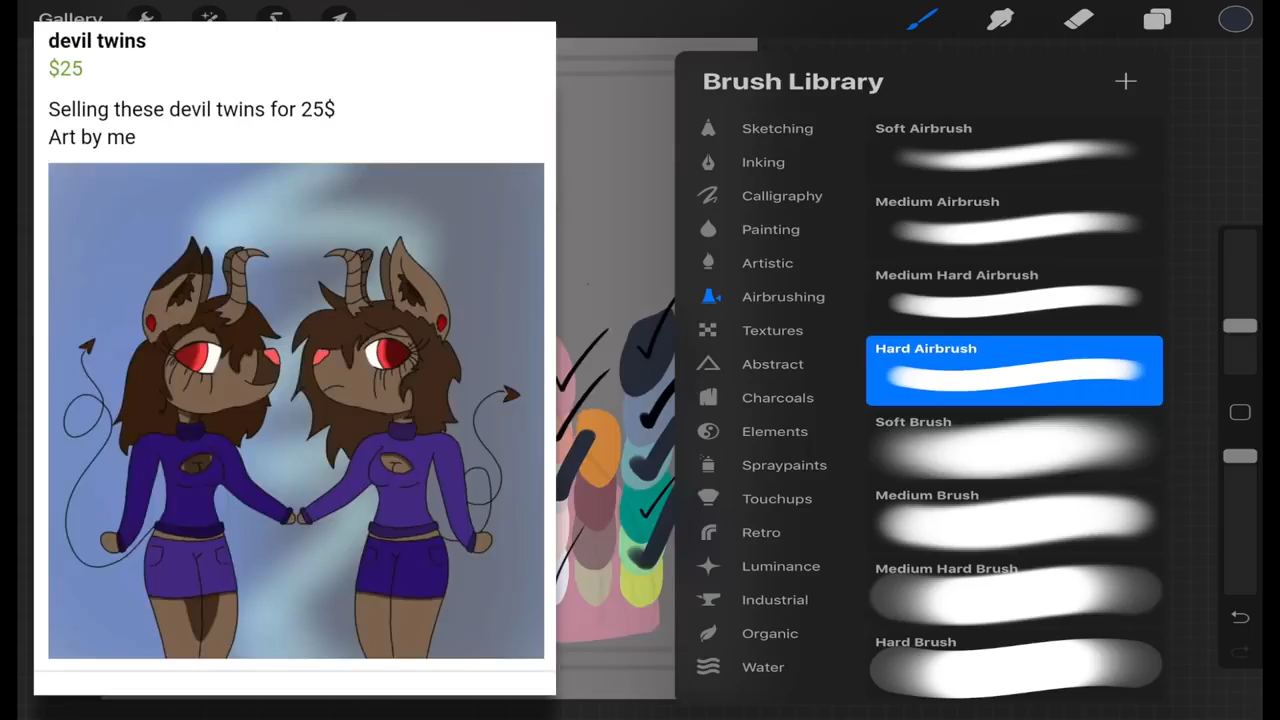 Gallery
devil twins
$25
Selling these devil twins for 25$
Art by me
Brush Library
Sketching
Inking
Calligraphy
Painting
Artistic
Airbrushing
Textures
Abstract
Charcoals
Elements
Spraypaints
Touchups
Retro
Luminance
Industrial
Organic
Water
Soft Airbrush
Medium Airbrush
Medium Hard Airbrush
Hard Airbrush
Soft Brush
Medium Brush
Medium Hard Brush
Hard Brush